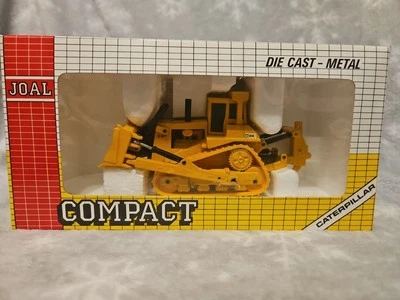 DIE CAST - METAL
JOAL
COMPACT
CATERPILLAR